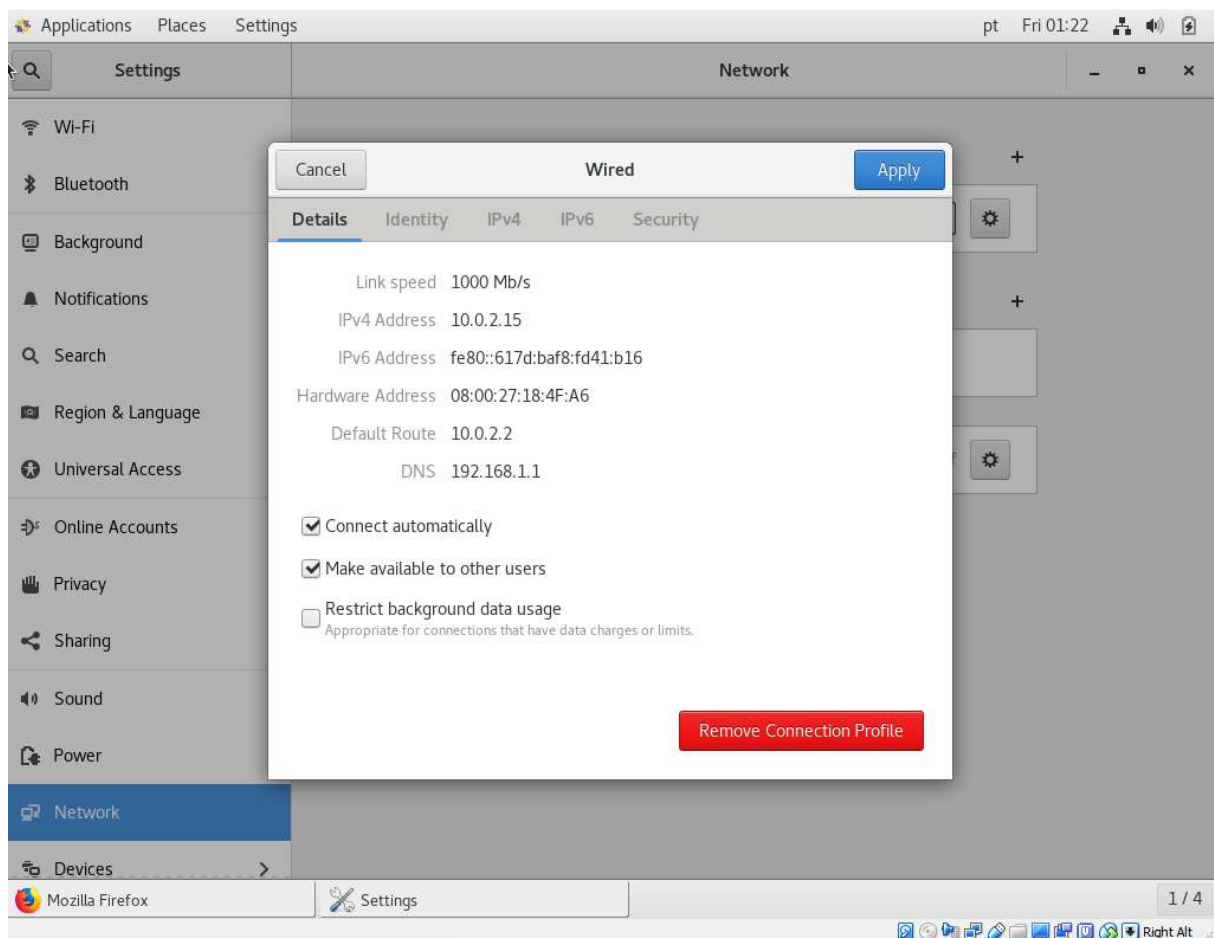 Applications Places Settings pt Fri 01:22
Settings Network
Wi-Fi
Bluetooth
Background
Notifications
Search
Region & Language
Universal Access
Online Accounts
Privacy
Sharing
Sound
Power
Network
Devices
Cancel Wired Apply
Details Identity IPv4 IPv6 Security
Link speed 1000 Mb/s
IPv4 Address 10.0.2.15
IPv6 Address fe80::617d:baf8:fd41:b16
Hardware Address 08:00:27:18:4F:A6
Default Route 10.0.2.2
DNS 192.168.1.1
Connect automatically
Make available to other users
Restrict background data usage
Appropriate for connections that have data charges or limits.
Remove Connection Profile
Mozilla Firefox Settings 1 / 4
Right Alt